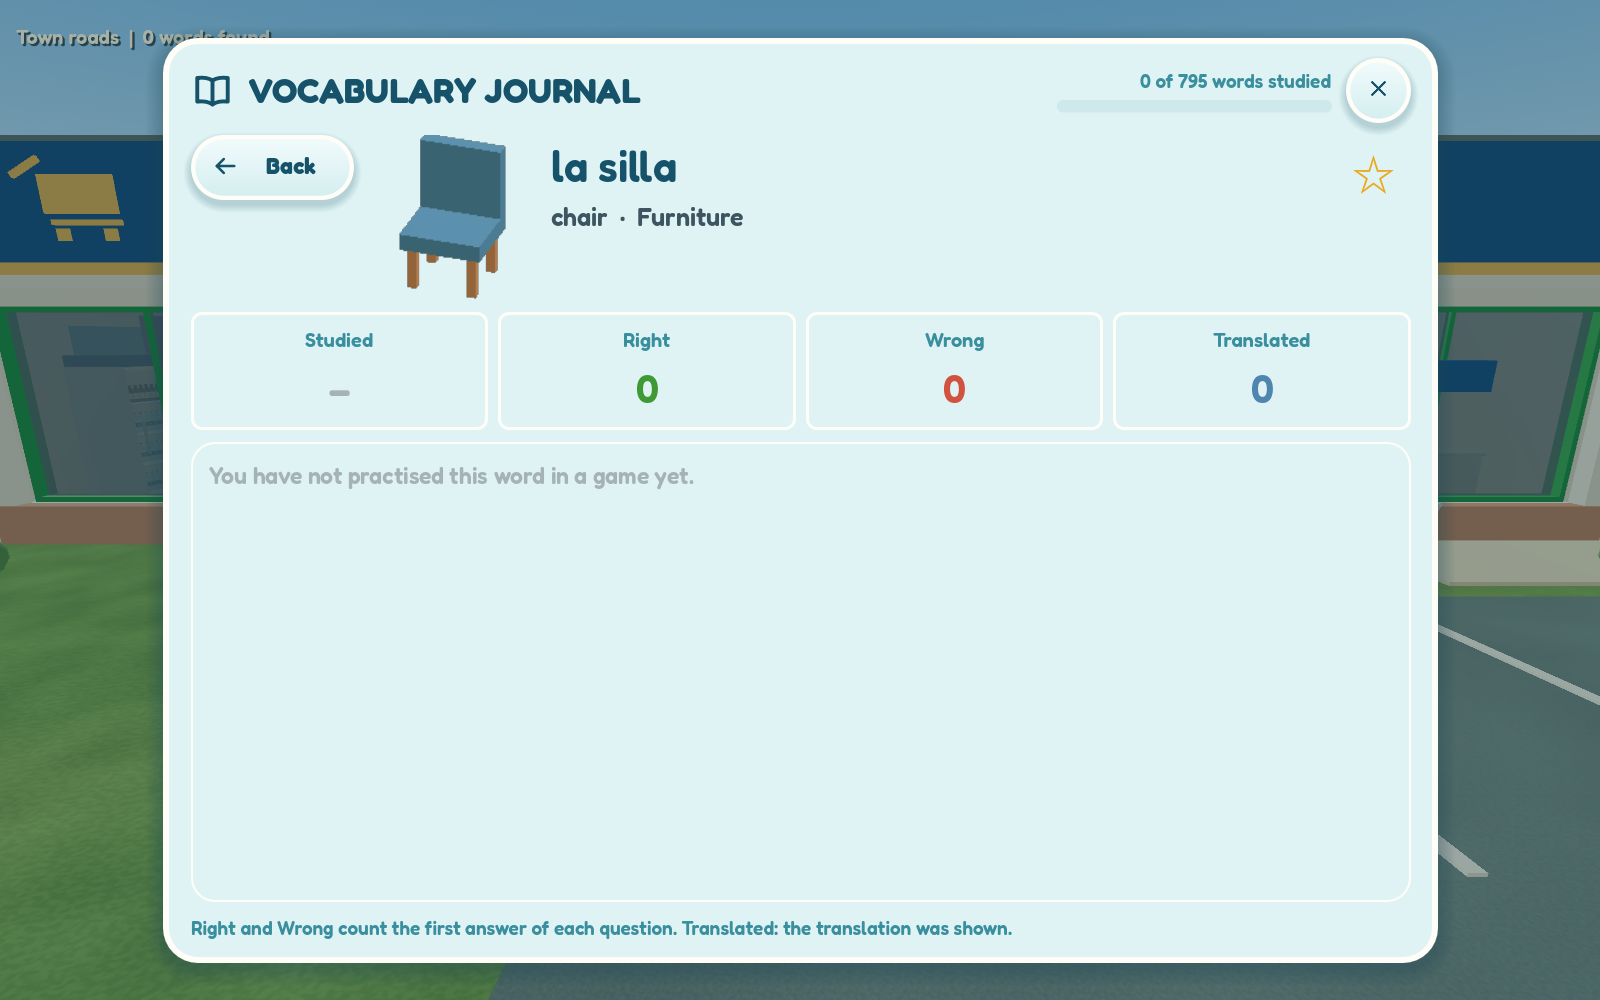 Town roads | 0 words found
VOCABULARY JOURNAL
0 of 795 words studied
Back
la silla
chair · Furniture
Studied
Right
Wrong
Translated
–
0
0
0
You have not practised this word in a game yet.
Right and Wrong count the first answer of each question. Translated: the translation was shown.